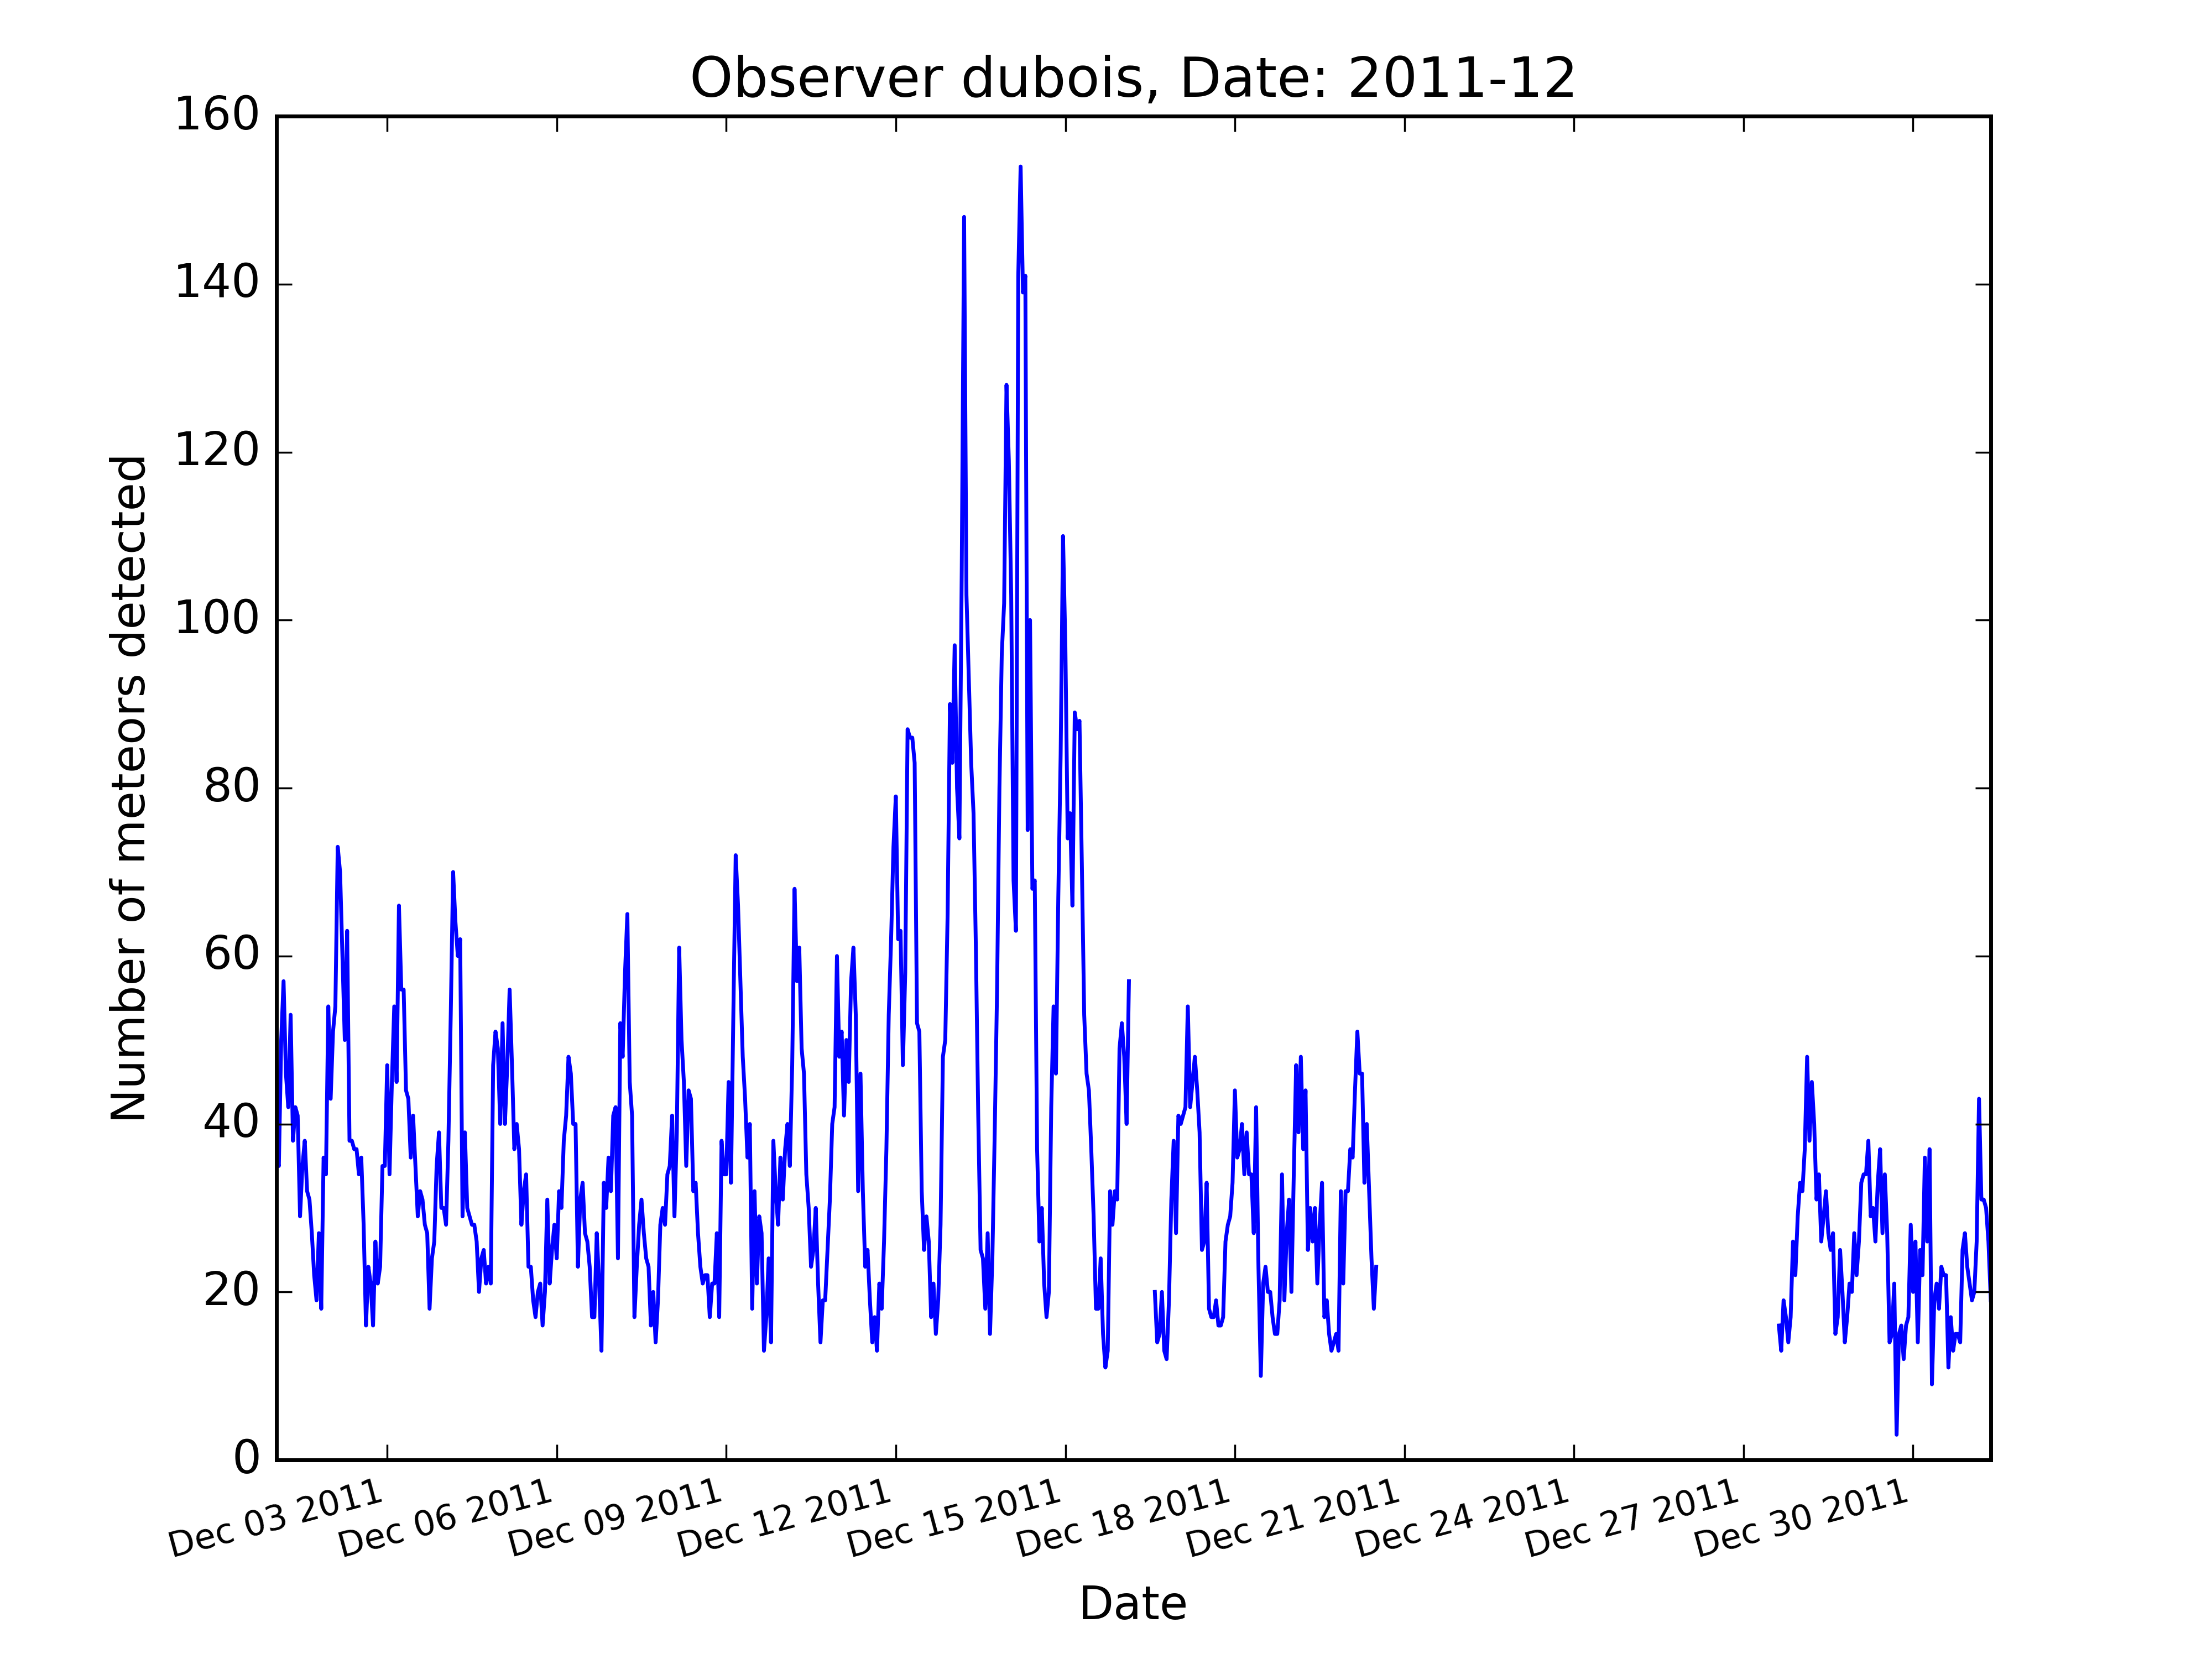 Observer dubois, Date: 2011-12
160
140
120
100
80
60
40
20
0
Number of meteors detected
Dec 03 2011
Dec 06 2011
Dec 09 2011
Dec 12 2011
Dec 15 2011
Dec 18 2011
Dec 21 2011
Dec 24 2011
Dec 27 2011
Dec 30 2011
Date